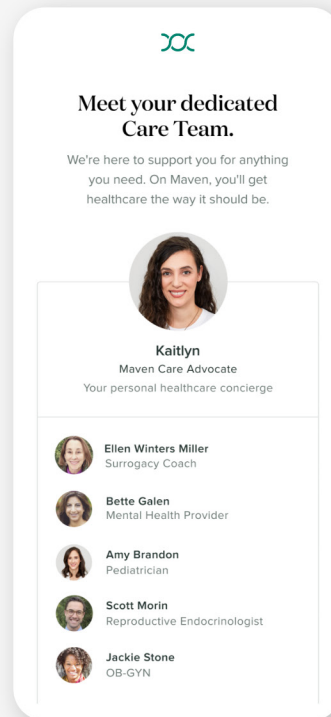 Meet your dedicated
Care Team.
We're here to support you for anything
you need. On Maven, you'll get
healthcare the way it should be.
Kaitlyn
Maven Care Advocate
Your personal healthcare concierge
Ellen Winters Miller
Surrogacy Coach
Bette Galen
Mental Health Provider
Amy Brandon
Pediatrician
Scott Morin
Reproductive Endocrinologist
Jackie Stone
OB-GYN